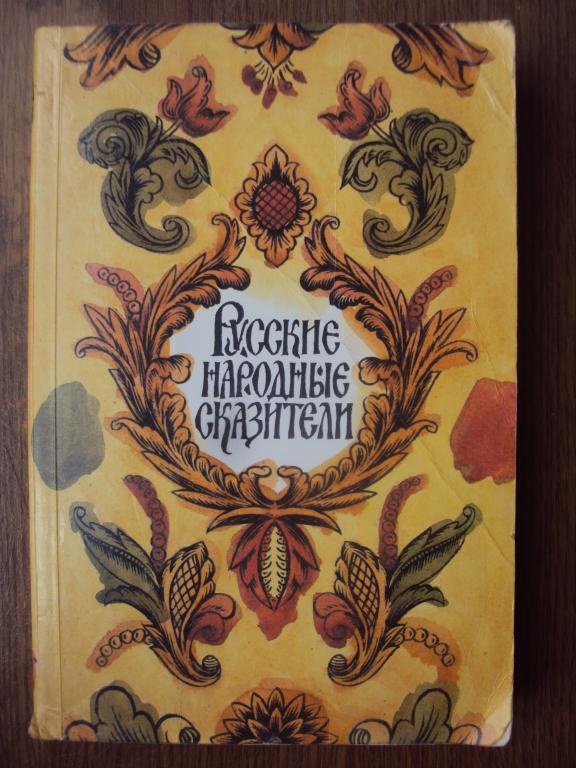 Русские
народные
сказители